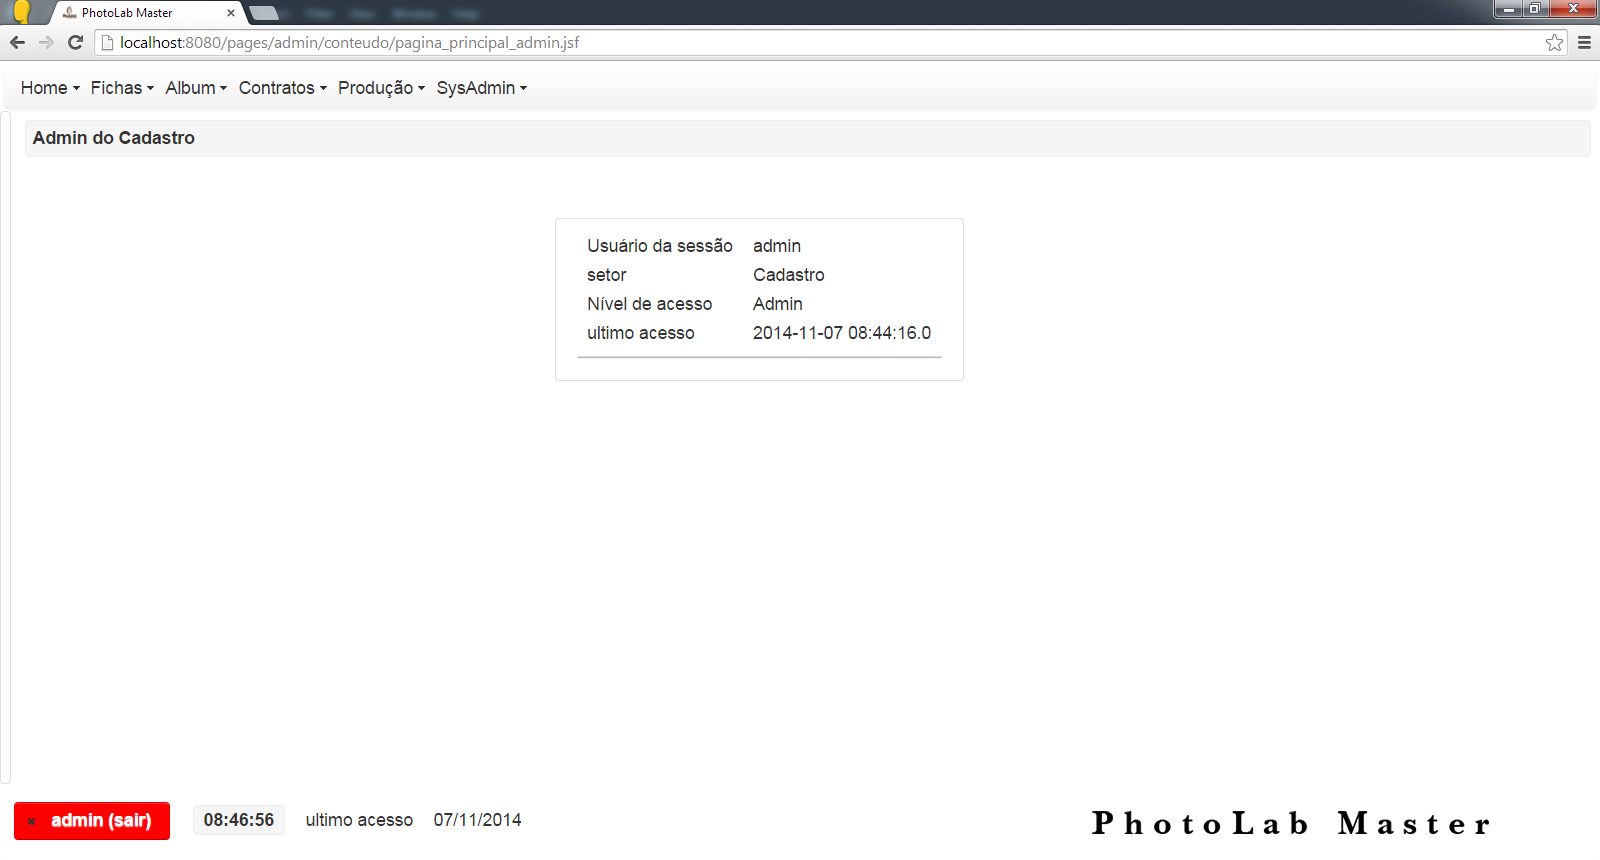 PhotoLab Master
localhost:8080/pages/admin/conteudo/pagina_principal_admin.jsf
Home Fichas Album Contratos Produção SysAdmin
Admin do Cadastro
Usuário da sessão admin
setor Cadastro
Nível de acesso Admin
ultimo acesso 2014-11-07 08:44:16.0
admin (sair) 08:46:56 ultimo acesso 07/11/2014
PhotoLab Master